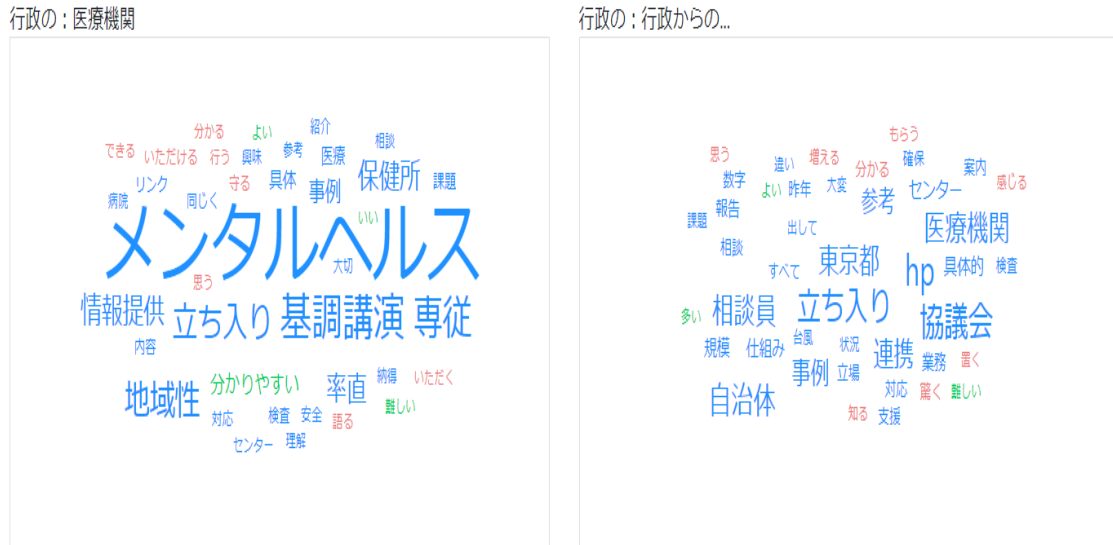 行政の：医療機関
分かる よい 紹介 相談
できる いただける 行う 興味 参考 医療
リンク 守る 具体 事例 保健所 課題
病院 同じく いい
メンタルヘルス
大切
思う
情報提供 立ち入り 基調講演 専従
内容
地域性 分かりやすい 率直 納得 いただく
難しい
対応 検査 安全 語る
センター 理解
行政の：行政からの...
もらう
思う 違い 増える 分かる 確保 案内
数字 よい 昨年 大変 参考 センター 感じる
課題 報告 出して 医療機関
相談
すべて 東京都 hp 具体的 検査
多い 相談員 立ち入り 協議会
規模 仕組み 台風 状況 連携 業務 置く
事例 立場
自治体 対応 驚く 難しい
知る 支援